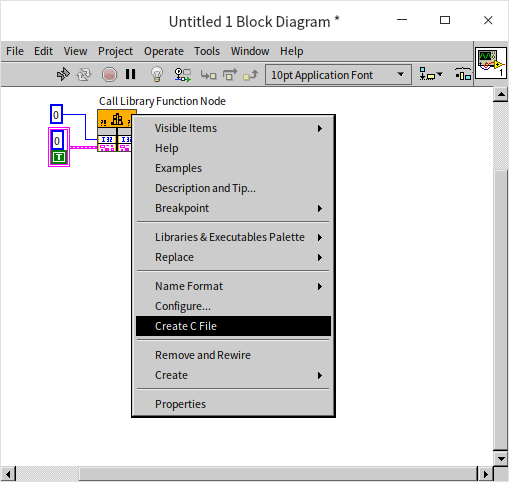 Untitled 1 Block Diagram *
File Edit View Project Operate Tools Window Help
10pt Application Font
1
Call Library Function Node
0
0
T
I32 I32
Visible Items
Help
Examples
Description and Tip...
Breakpoint
Libraries & Executables Palette
Replace
Name Format
Configure...
Create C File
Remove and Rewire
Create
Properties